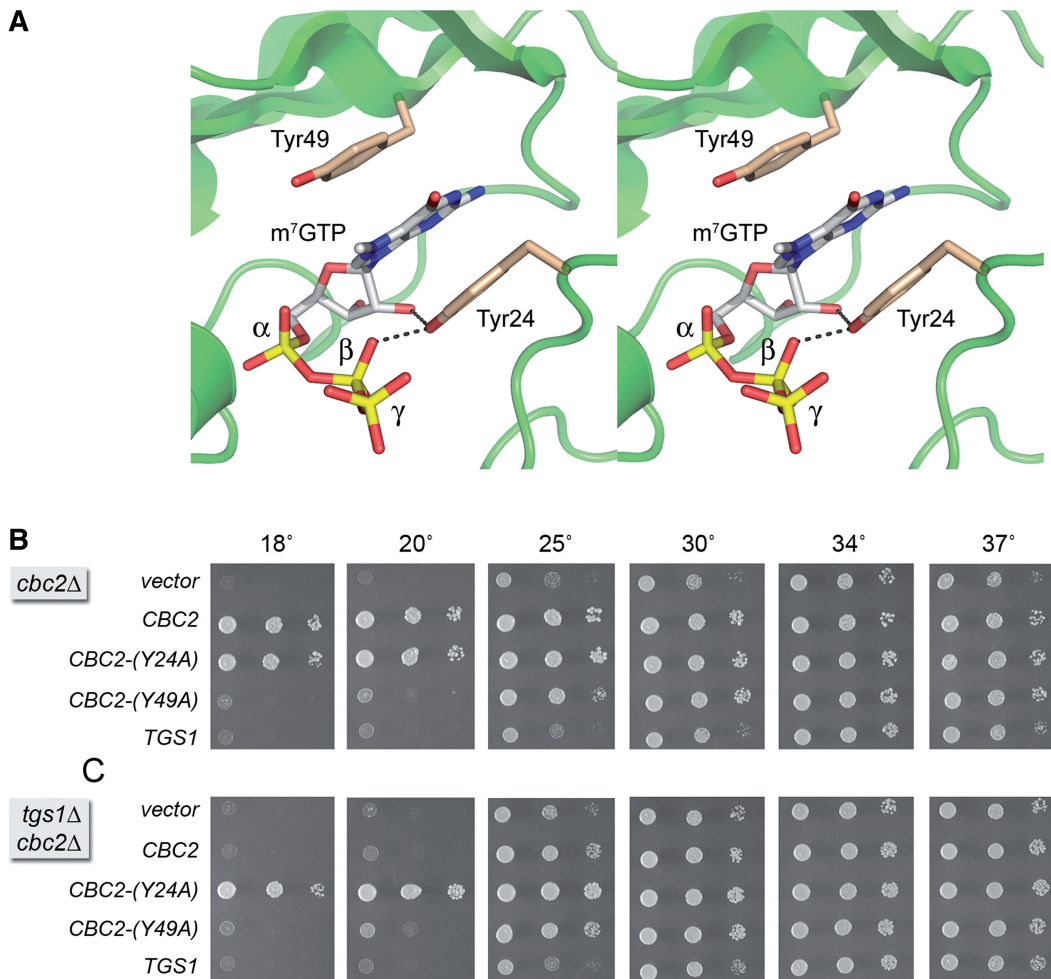 A
Tyr49 Tyr49
m⁷GTP m⁷GTP
Tyr24 Tyr24
α α
β β
γ γ
B 18˚ 20˚ 25˚ 30˚ 34˚ 37˚
cbc2Δ
vector
CBC2
CBC2-(Y24A)
CBC2-(Y49A)
TGS1
C
tgs1Δ
cbc2Δ
vector
CBC2
CBC2-(Y24A)
CBC2-(Y49A)
TGS1